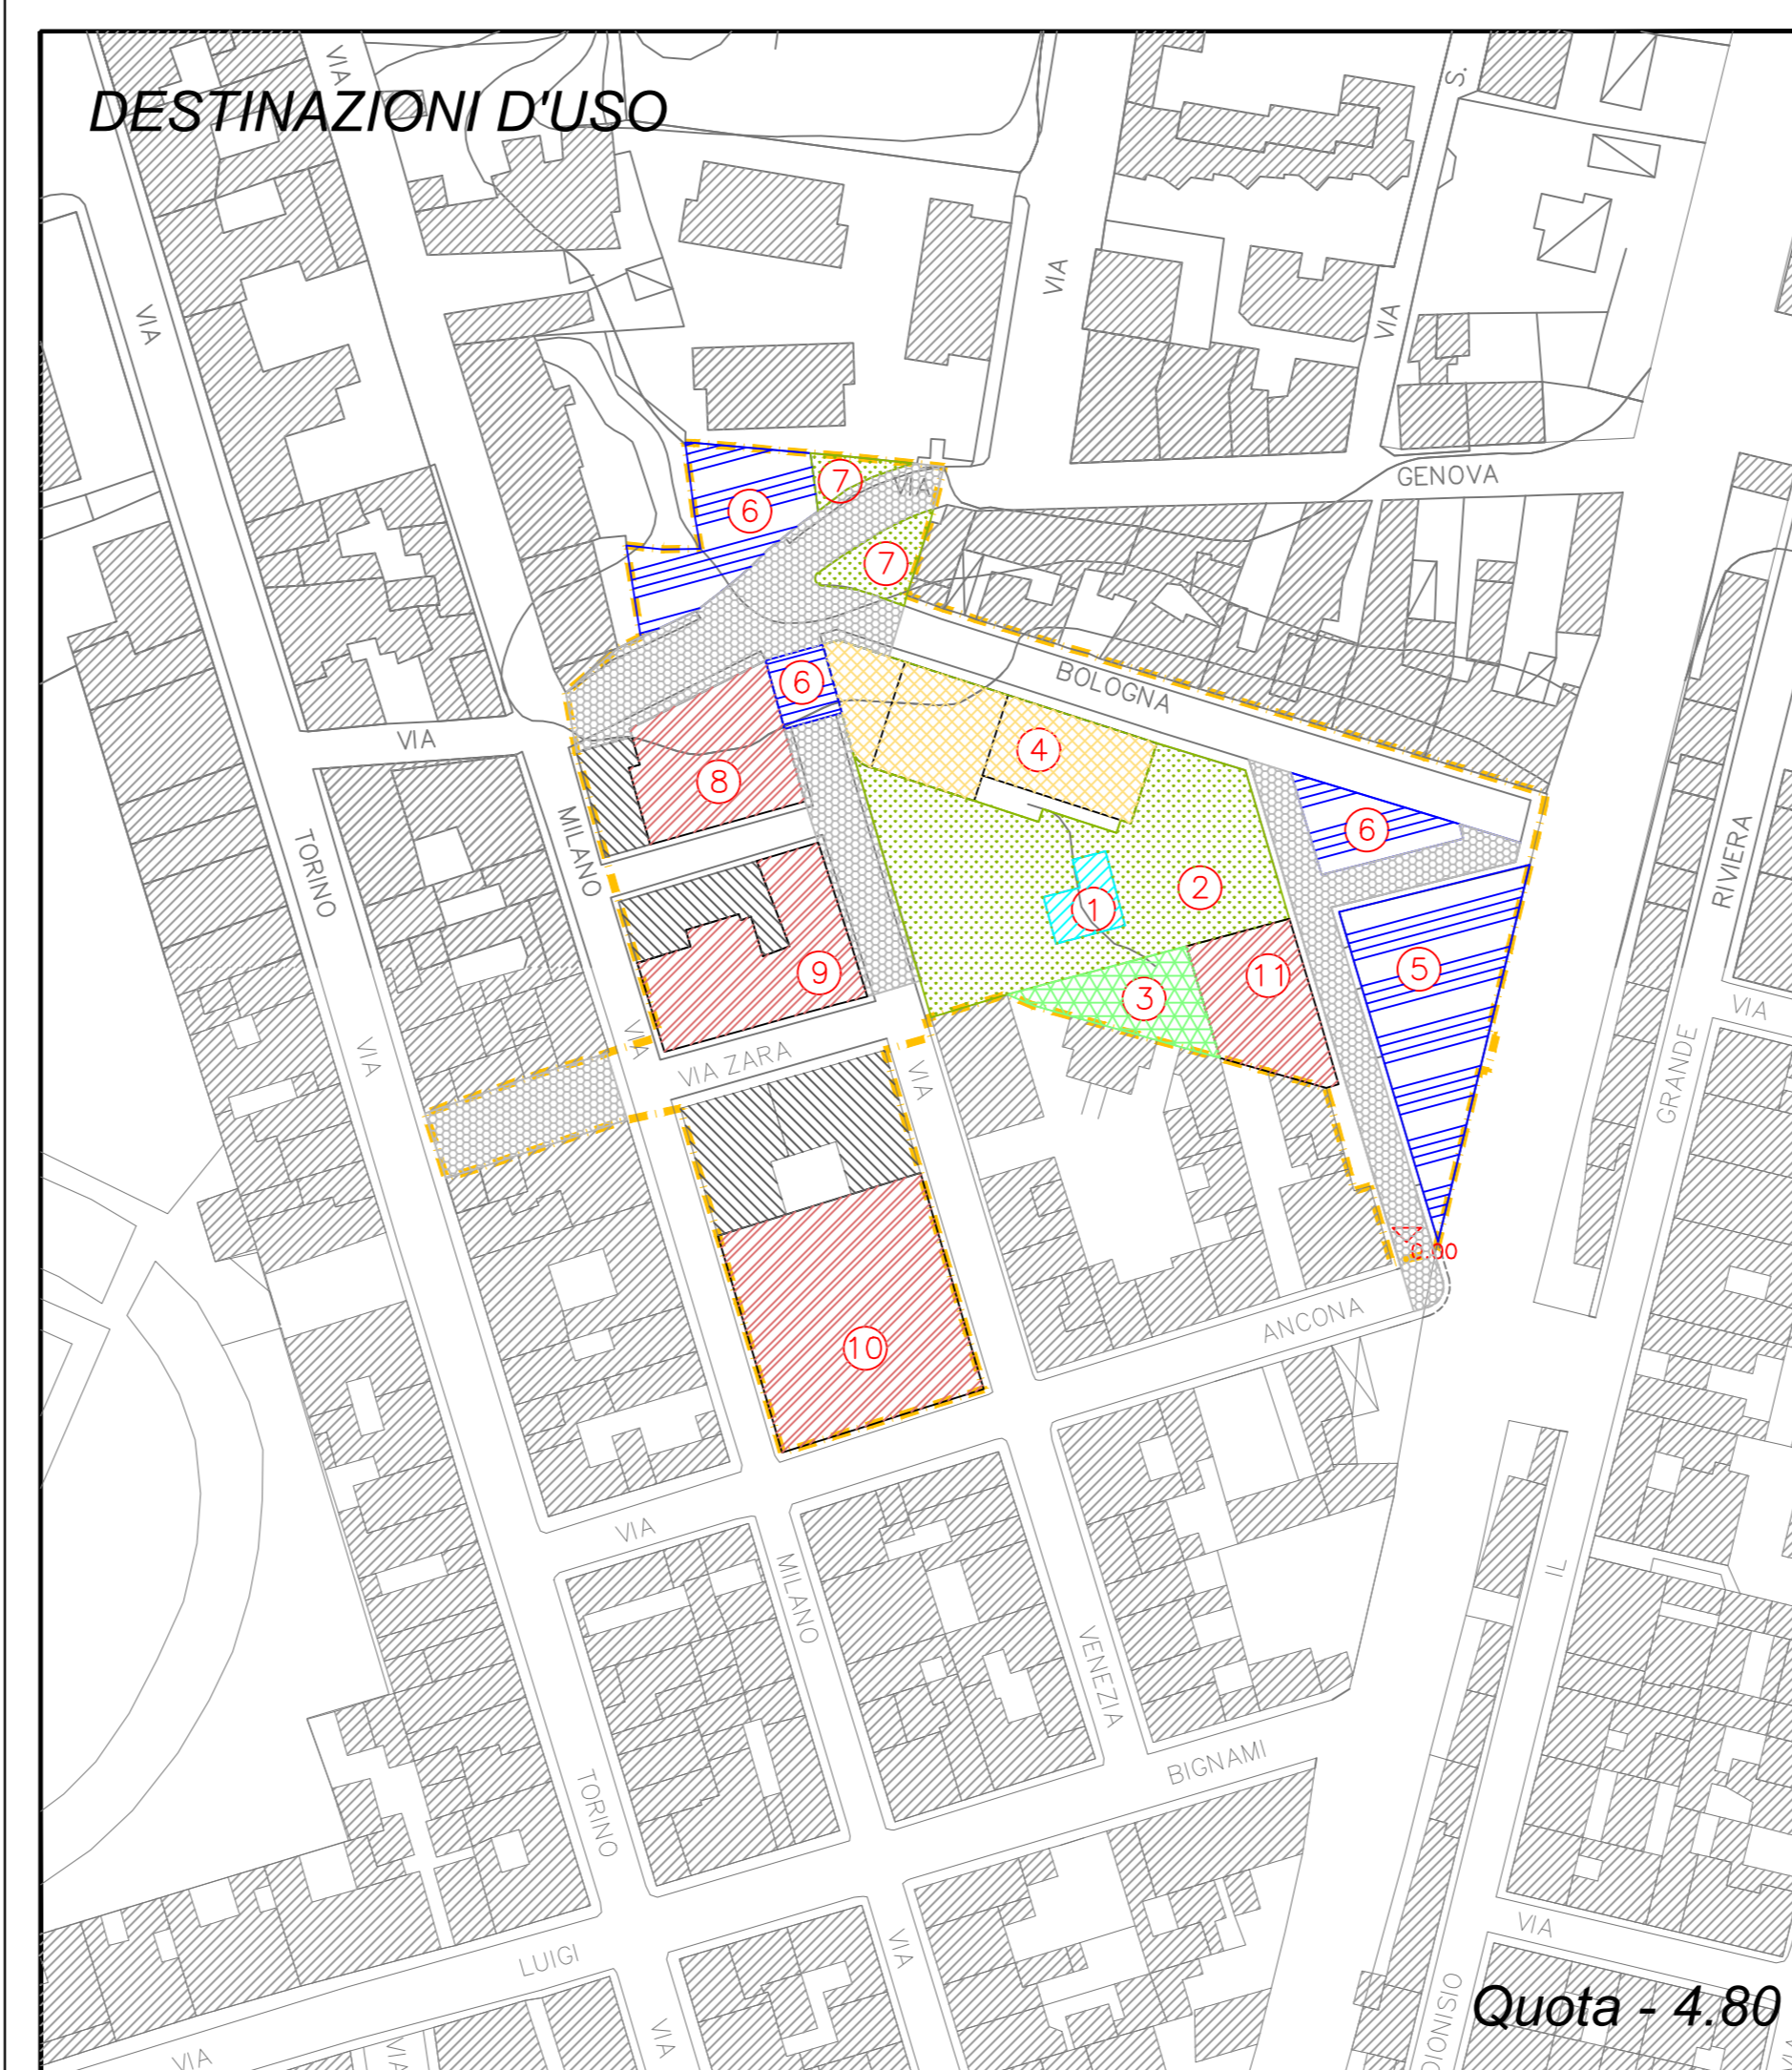 DESTINAZIONI D'USO
VIA
S.
VIA
VIA
VIA
GENOVA
7
VIA
6
7
6
BOLOGNA
VIA
4
8
MILANO
6
TORINO
RIVIERA
2
1
9
5
11
3
VIA
VIA
VIA
VIA ZARA
VIA
GRANDE
0.00
ANCONA
10
VIA
IL
MILANO
VENEZIA
BIGNAMI
TORINO
VIA
VIA
LUIGI
Quota - 4.80
DIONISIO
VIA
VIA
VIA